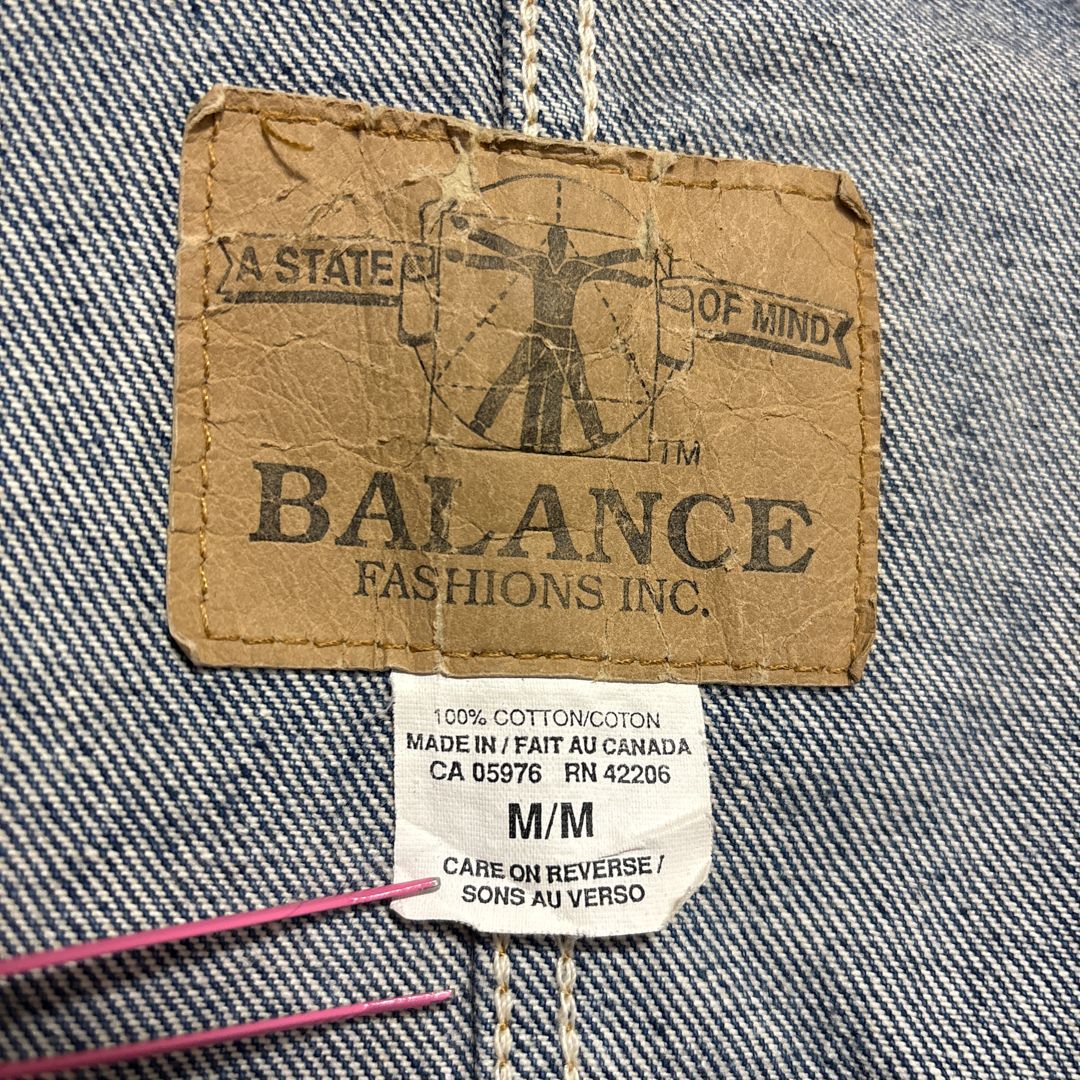 A STATE OF MIND
TM
BALANCE
FASHIONS INC.
100% COTTON/COTON
MADE IN / FAIT AU CANADA
CA 05976 RN 42206
M/M
CARE ON REVERSE /
SONS AU VERSO